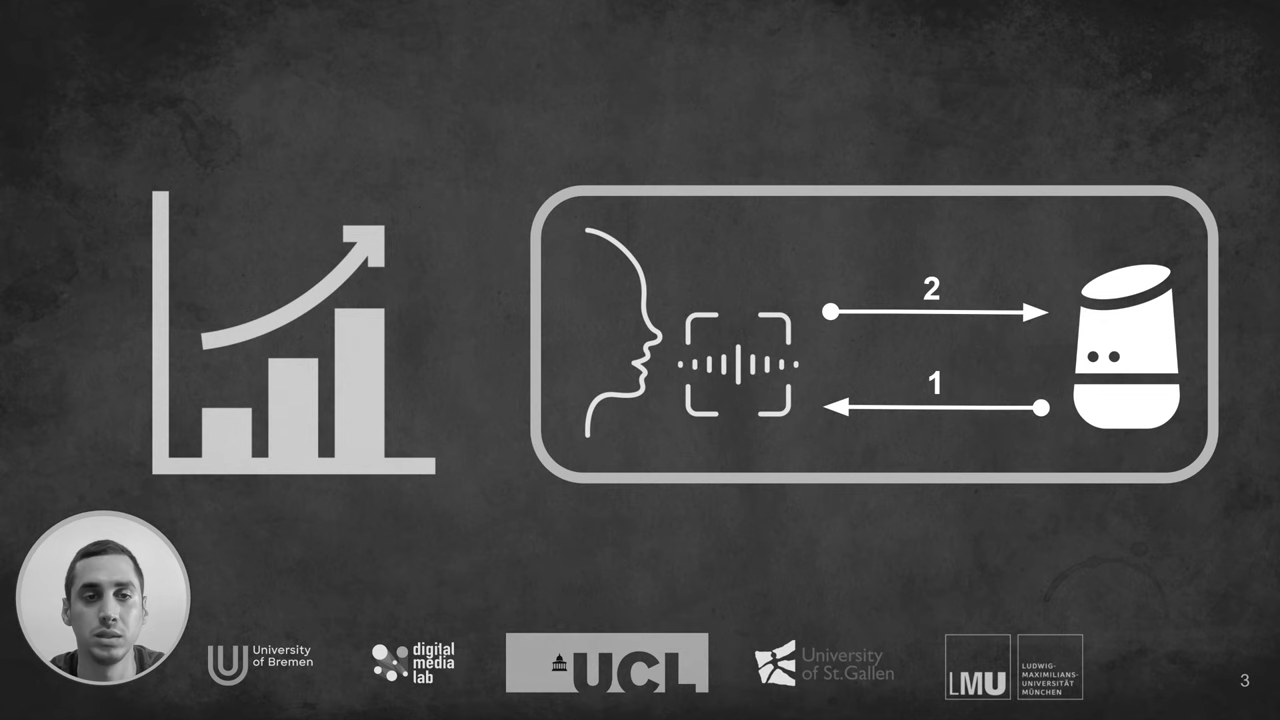 2
1
University
of Bremen
digital
media
lab
UCL
University
of St.Gallen
LMU
LUDWIG-
MAXIMILIANS-
UNIVERSITÄT
MÜNCHEN
3